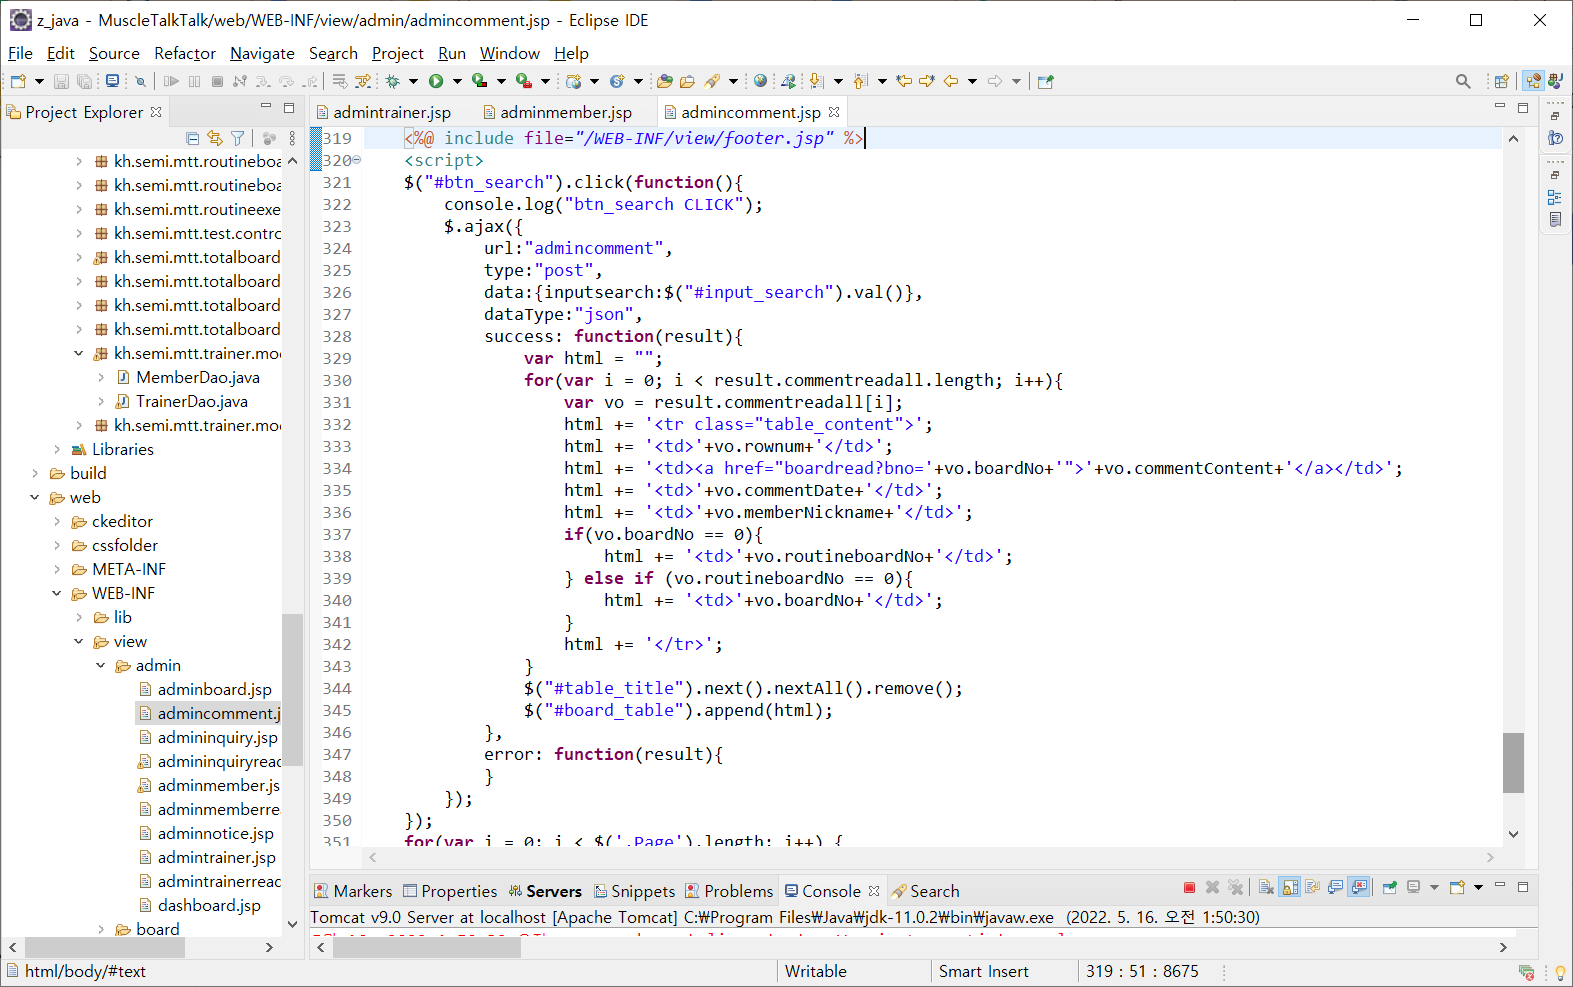 z_java - MuscleTalkTalk/web/WEB-INF/view/admin/admincomment.jsp - Eclipse IDE
File Edit Source Refactor Navigate Search Project Run Window Help
Project Explorer
kh.semi.mtt.routineboa
kh.semi.mtt.routineboa
kh.semi.mtt.routineexe
kh.semi.mtt.test.contro
kh.semi.mtt.totalboard
kh.semi.mtt.totalboard
kh.semi.mtt.totalboard
kh.semi.mtt.totalboard
kh.semi.mtt.trainer.mo
MemberDao.java
TrainerDao.java
kh.semi.mtt.trainer.mo
Libraries
build
web
ckeditor
cssfolder
META-INF
WEB-INF
lib
view
admin
adminboard.jsp
admincomment.j
admininquiry.jsp
admininquiryread
adminmember.js
adminmemberre
adminnotice.jsp
admintrainer.jsp
admintrainerread
dashboard.jsp
board
admintrainer.jsp adminmember.jsp admincomment.jsp
319 <%@ include file="/WEB-INF/view/footer.jsp" %>
320 <script>
321 $("#btn_search").click(function(){
322 console.log("btn_search CLICK");
323 $.ajax({
324 url:"admincomment",
325 type:"post",
326 data:{inputsearch:$("#input_search").val()},
327 dataType:"json",
328 success: function(result){
329 var html = "";
330 for(var i = 0; i < result.commentreadall.length; i++){
331 var vo = result.commentreadall[i];
332 html += '<tr class="table_content">';
333 html += '<td>'+vo.rownum+'</td>';
334 html += '<td><a href="boardread?bno='+vo.boardNo+'">'+vo.commentContent+'</a></td>';
335 html += '<td>'+vo.commentDate+'</td>';
336 html += '<td>'+vo.memberNickname+'</td>';
337 if(vo.boardNo == 0){
338 html += '<td>'+vo.routineboardNo+'</td>';
339 } else if (vo.routineboardNo == 0){
340 html += '<td>'+vo.boardNo+'</td>';
341 }
342 html += '</tr>';
343 }
344 $("#table_title").next().nextAll().remove();
345 $("#board_table").append(html);
346 },
347 error: function(result){
348 }
349 });
350 });
351 for(var i = 0; i < $('.Page').length; i++) {
Markers Properties Servers Snippets Problems Console Search
Tomcat v9.0 Server at localhost [Apache Tomcat] C:₩Program Files₩Java₩jdk-11.0.2₩bin₩javaw.exe (2022. 5. 16. 오전 1:50:30)
html/body/#text Writable Smart Insert 319 : 51 : 8675